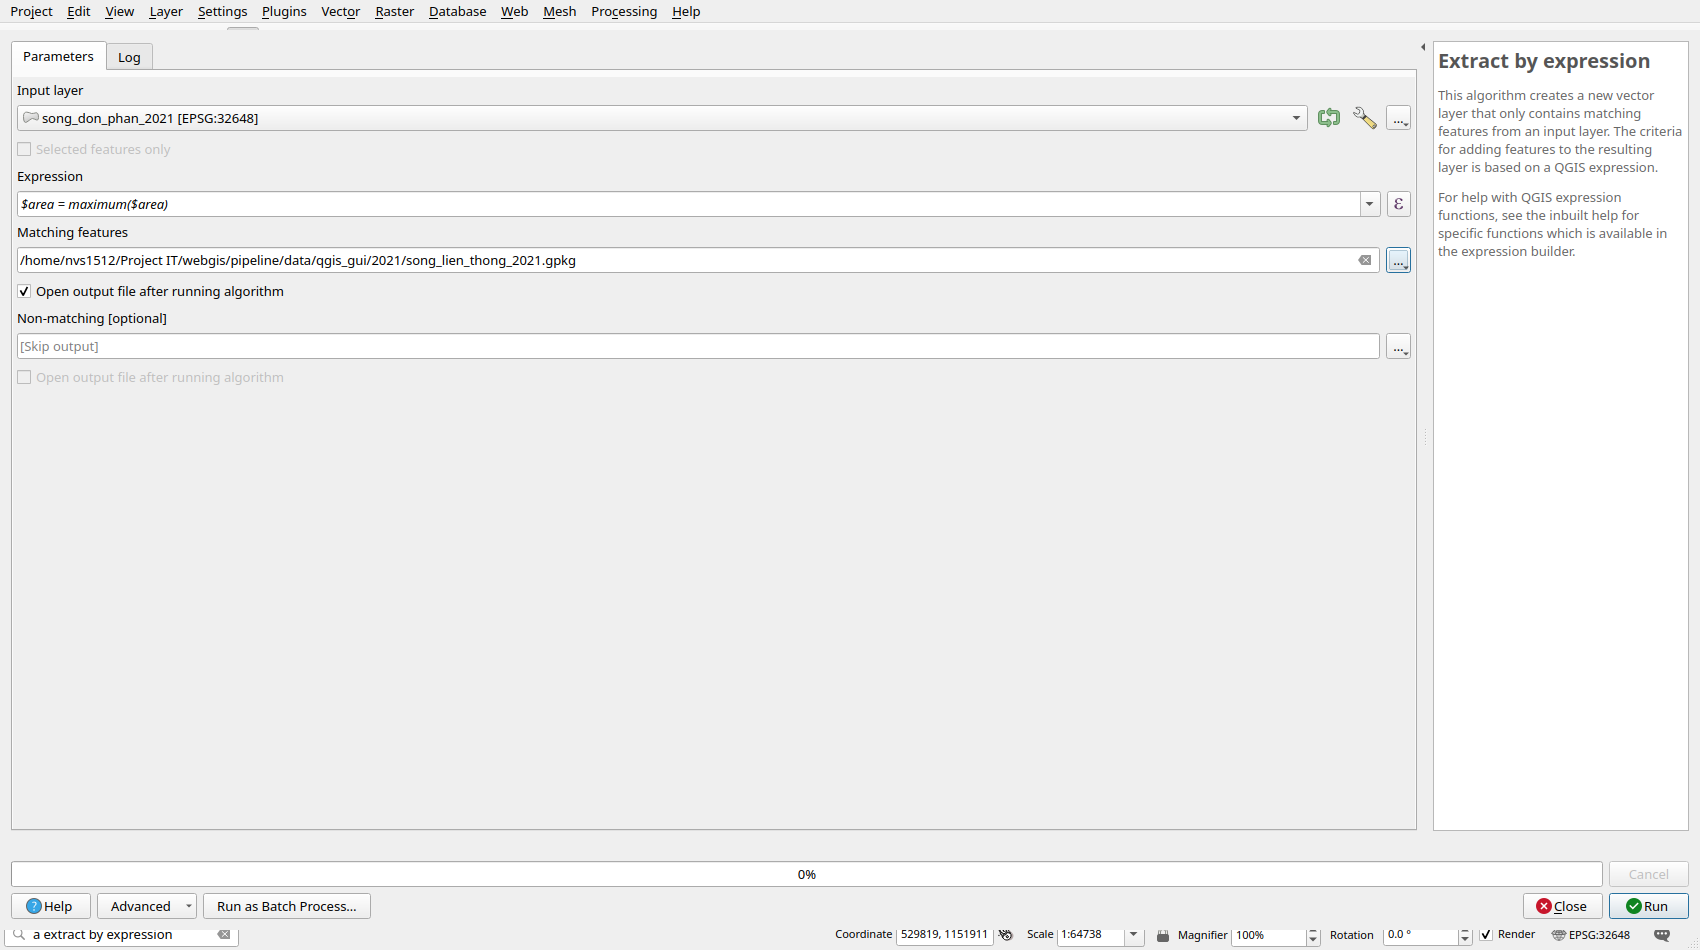 Project Edit View Layer Settings Plugins Vector Raster Database Web Mesh Processing Help
Parameters Log
Input layer
song_don_phan_2021 [EPSG:32648]
...
Selected features only
Expression
$area = maximum($area)
ε
Matching features
/home/nvs1512/Project IT/webgis/pipeline/data/qgis_gui/2021/song_lien_thong_2021.gpkg
...
Open output file after running algorithm
Non-matching [optional]
[Skip output]
...
Open output file after running algorithm
Extract by expression
This algorithm creates a new vector
layer that only contains matching
features from an input layer. The criteria
for adding features to the resulting
layer is based on a QGIS expression.
For help with QGIS expression
functions, see the inbuilt help for
specific functions which is available in
the expression builder.
0%
Cancel
Help Advanced Run as Batch Process... Close Run
a extract by expression Coordinate 529819, 1151911 Scale 1:64738 Magnifier 100% Rotation 0.0 ° Render EPSG:32648